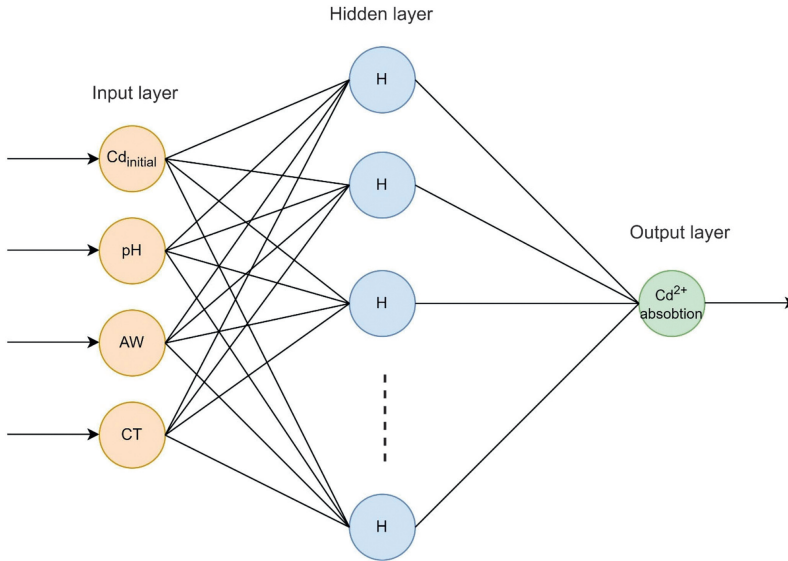 Hidden layer
Input layer
Output layer
H
Cdinitial
H
pH
H
Cd2+
absobtion
AW
CT
H